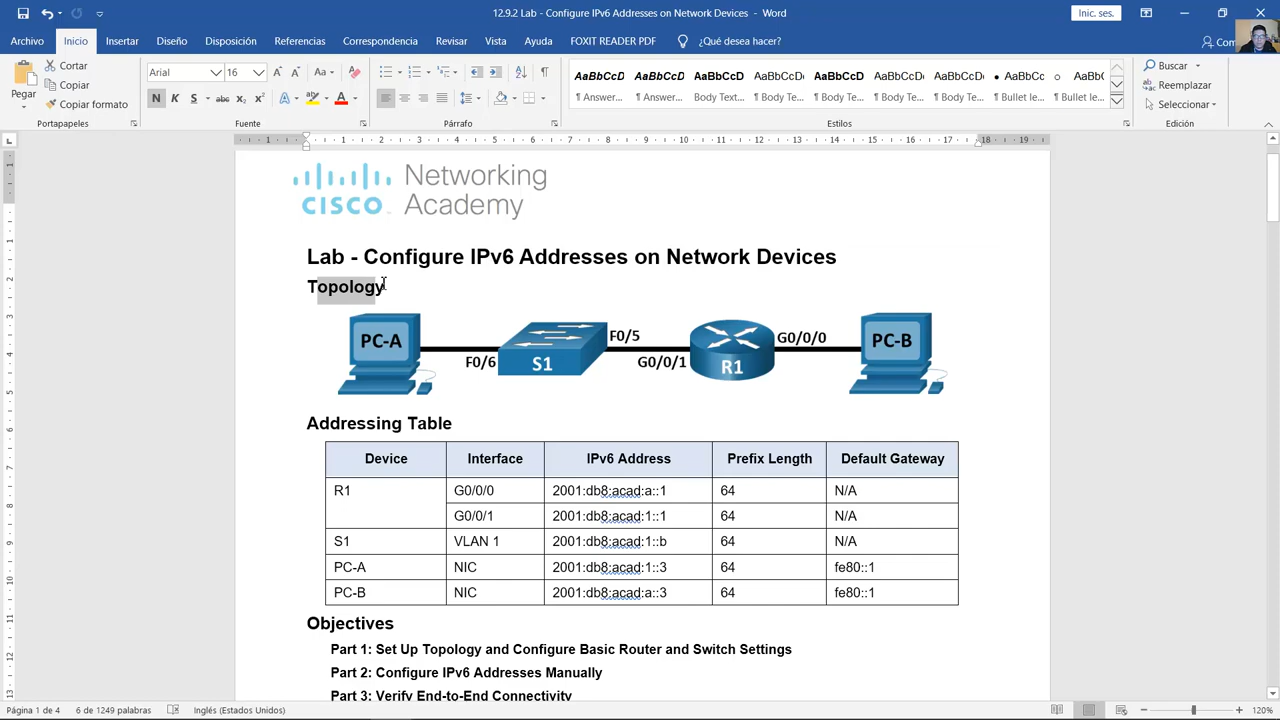 12.9.2 Lab - Configure IPv6 Addresses on Network Devices - Word
Inic. ses.
Archivo Inicio Insertar Diseño Disposición Referencias Correspondencia Revisar Vista Ayuda FOXIT READER PDF ¿Qué desea hacer?
Pegar
Cortar
Copiar
Copiar formato
Portapapeles
Arial 16
N K S abc x₂ x²
Fuente
Párrafo
AaBbCcD AaBbCcD AaBbCcD AaBbCcD AaBbCcD AaBbCcD AaBbCcD AaBbCc AaBbC
¶ Answer... ¶ Answer... Body Text... Body Te... Body Te... Body Te... Body Te... ¶ Bullet le... ¶ Bullet le...
Estilos
Buscar
Reemplazar
Seleccionar
Edición
Networking
CISCO Academy
Lab - Configure IPv6 Addresses on Network Devices
Topology
PC-A F0/6 S1 F0/5 G0/0/1 R1 G0/0/0 PC-B
Addressing Table
Device Interface IPv6 Address Prefix Length Default Gateway
R1 G0/0/0 2001:db8:acad:a::1 64 N/A
G0/0/1 2001:db8:acad:1::1 64 N/A
S1 VLAN 1 2001:db8:acad:1::b 64 N/A
PC-A NIC 2001:db8:acad:1::3 64 fe80::1
PC-B NIC 2001:db8:acad:a::3 64 fe80::1
Objectives
Part 1: Set Up Topology and Configure Basic Router and Switch Settings
Part 2: Configure IPv6 Addresses Manually
Part 3: Verify End-to-End Connectivity
Página 1 de 4 6 de 1249 palabras Inglés (Estados Unidos) 120%